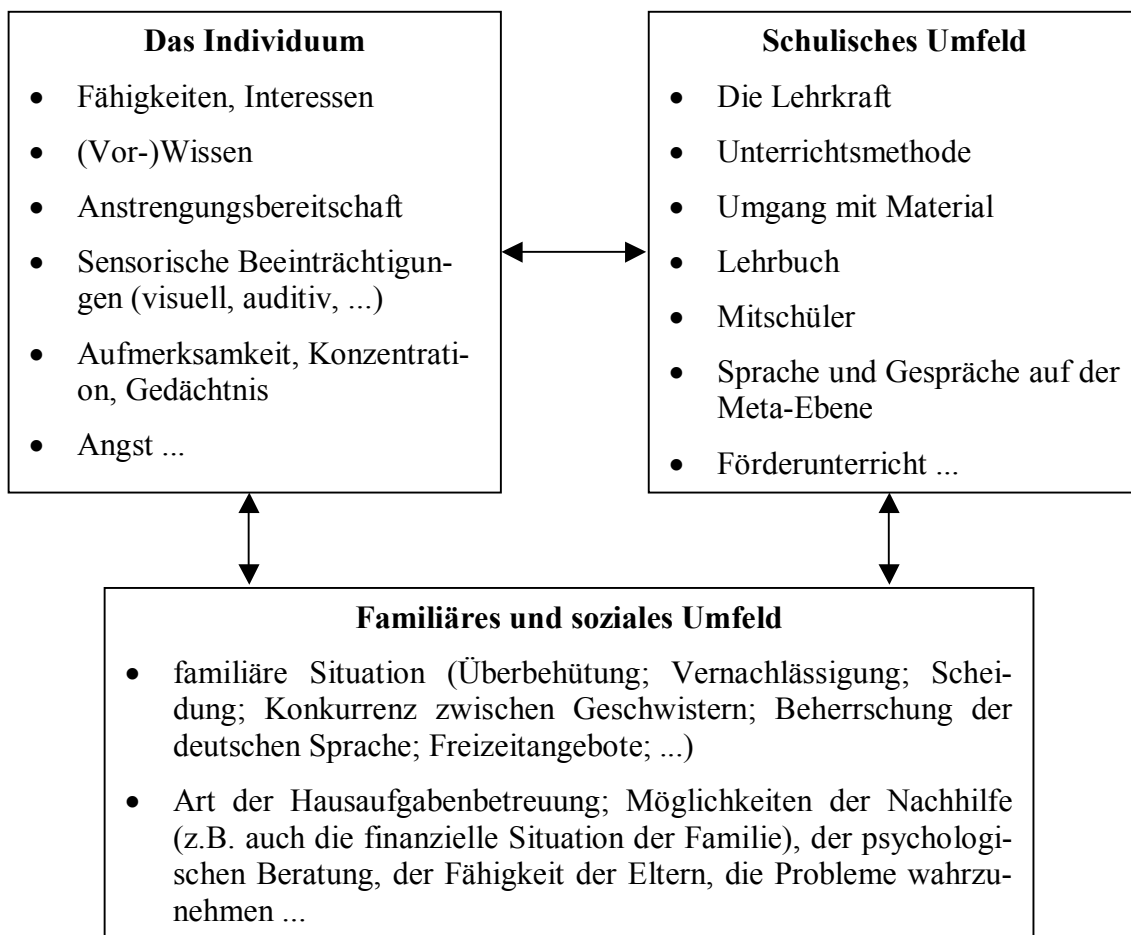 Das Individuum
• Fähigkeiten, Interessen
• (Vor-)Wissen
• Anstrengungsbereitschaft
• Sensorische Beeinträchtigun-
gen (visuell, auditiv, ...)
• Aufmerksamkeit, Konzentrati-
on, Gedächtnis
• Angst ...
Schulisches Umfeld
• Die Lehrkraft
• Unterrichtsmethode
• Umgang mit Material
• Lehrbuch
• Mitschüler
• Sprache und Gespräche auf der
Meta-Ebene
• Förderunterricht ...
Familiäres und soziales Umfeld
• familiäre Situation (Überbehütung; Vernachlässigung; Schei-
dung; Konkurrenz zwischen Geschwistern; Beherrschung der
deutschen Sprache; Freizeitangebote; ...)
• Art der Hausaufgabenbetreuung; Möglichkeiten der Nachhilfe
(z.B. auch die finanzielle Situation der Familie), der psychologi-
schen Beratung, der Fähigkeit der Eltern, die Probleme wahrzu-
nehmen ...